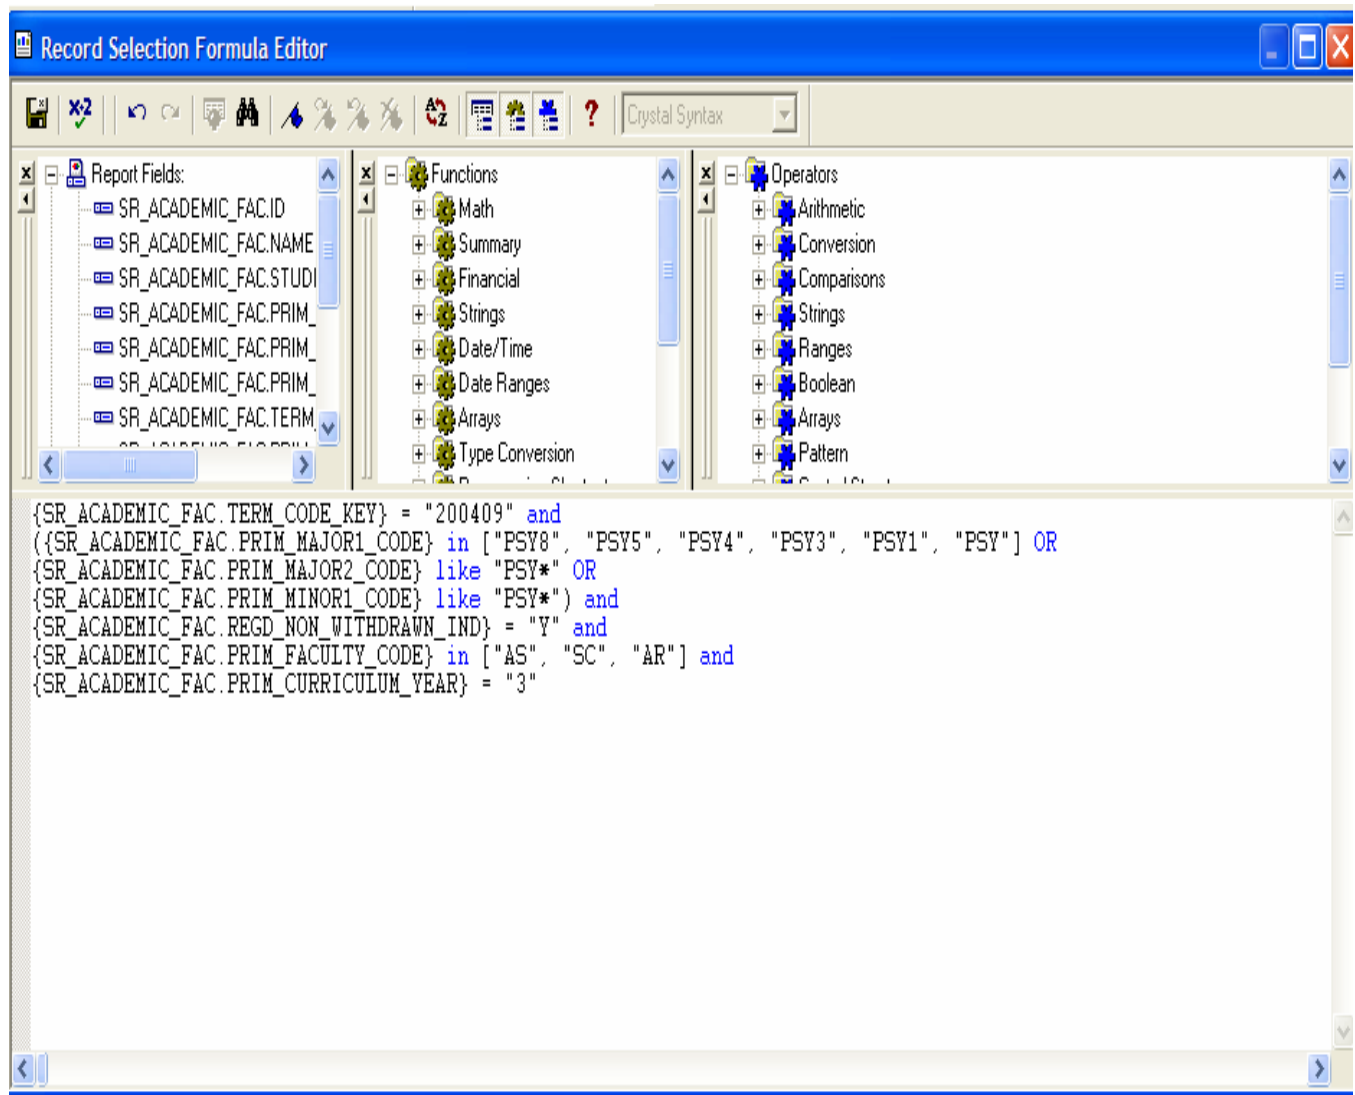 Record Selection Formula Editor
Crystal Syntax
Report Fields:
SR_ACADEMIC_FAC.ID
SR_ACADEMIC_FAC.NAME
SR_ACADEMIC_FAC.STUDI
SR_ACADEMIC_FAC.PRIM_
SR_ACADEMIC_FAC.PRIM_
SR_ACADEMIC_FAC.PRIM_
SR_ACADEMIC_FAC.TERM_
Functions
Math
Summary
Financial
Strings
Date/Time
Date Ranges
Arrays
Type Conversion
Operators
Arithmetic
Conversion
Comparisons
Strings
Ranges
Boolean
Arrays
Pattern
{SR_ACADEMIC_FAC.TERM_CODE_KEY} = "200409" and
({SR_ACADEMIC_FAC.PRIM_MAJOR1_CODE} in ["PSY8", "PSY5", "PSY4", "PSY3", "PSY1", "PSY"] OR
{SR_ACADEMIC_FAC.PRIM_MAJOR2_CODE} like "PSY*" OR
{SR_ACADEMIC_FAC.PRIM_MINOR1_CODE} like "PSY*") and
{SR_ACADEMIC_FAC.REGD_NON_WITHDRAWN_IND} = "Y" and
{SR_ACADEMIC_FAC.PRIM_FACULTY_CODE} in ["AS", "SC", "AR"] and
{SR_ACADEMIC_FAC.PRIM_CURRICULUM_YEAR} = "3"